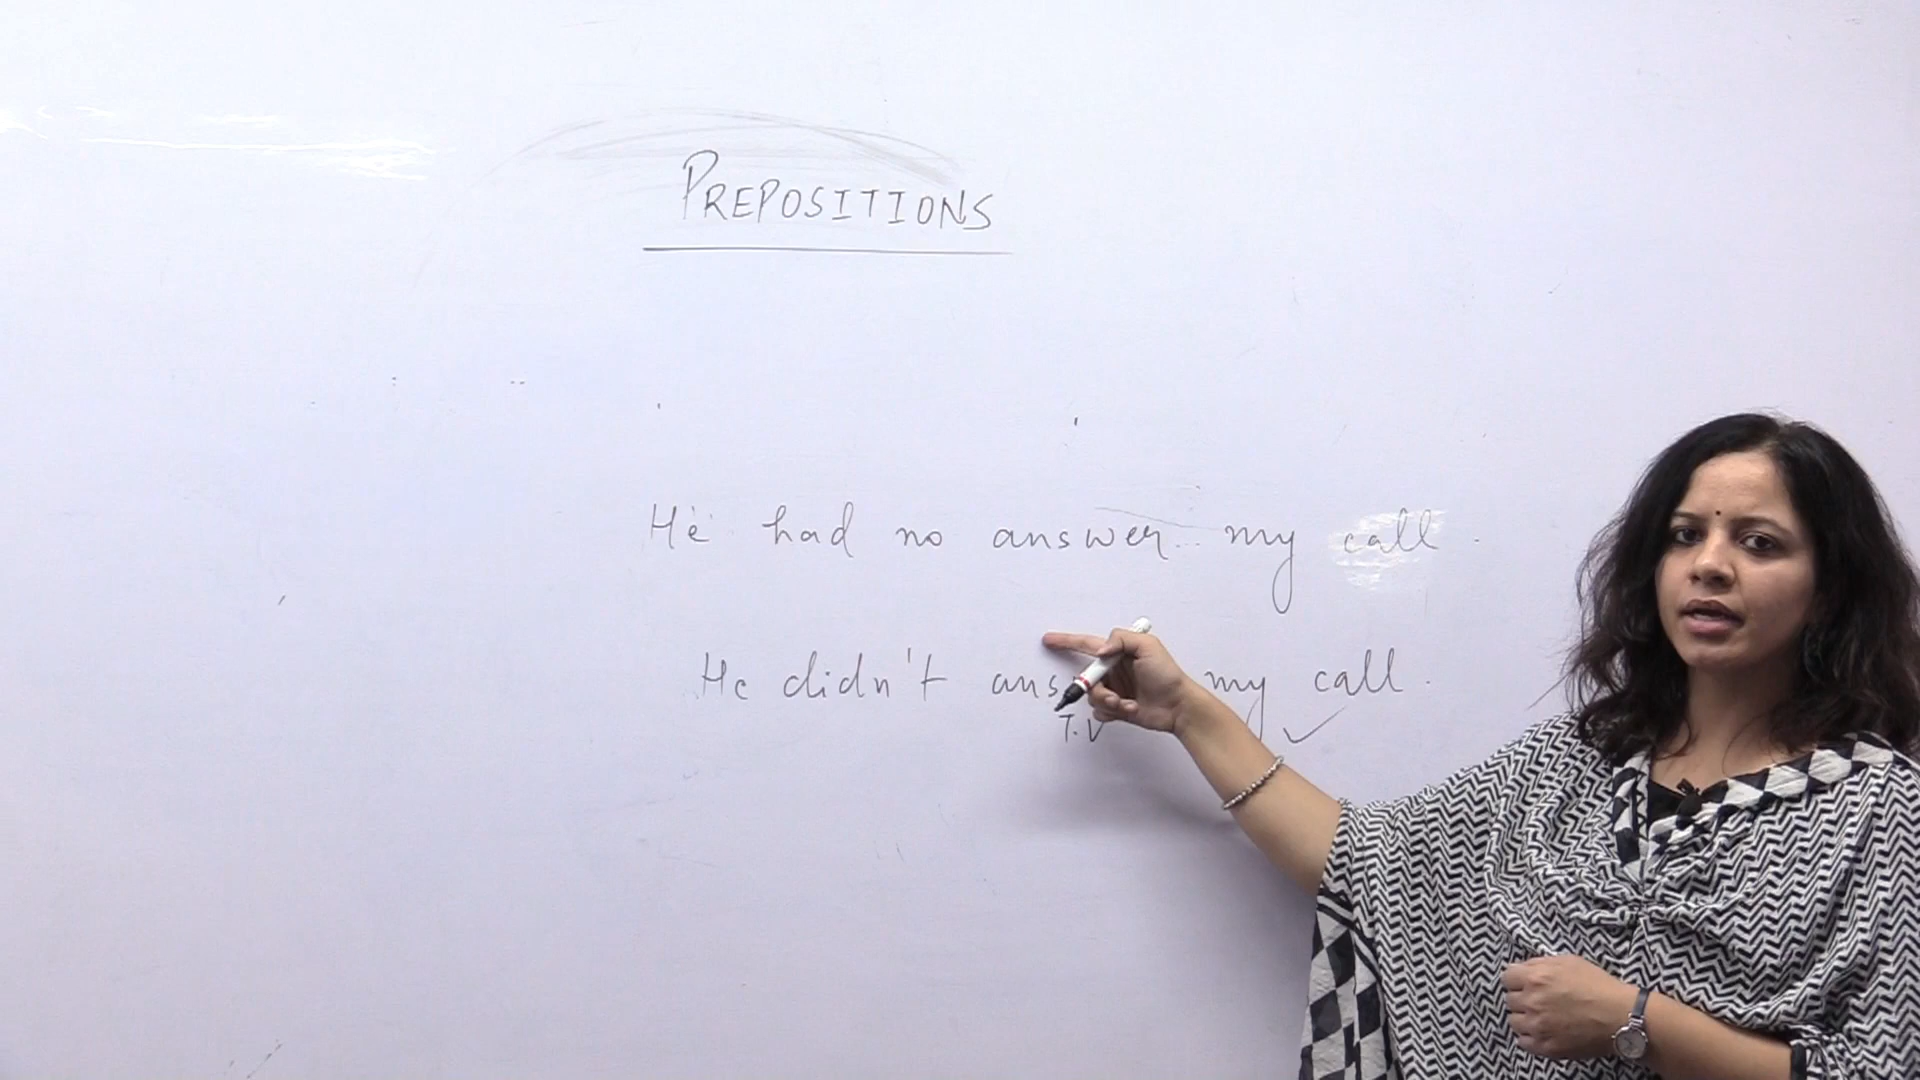 PREPOSITIONS
He had no answer my call.
He didn't ans my call.
T.V